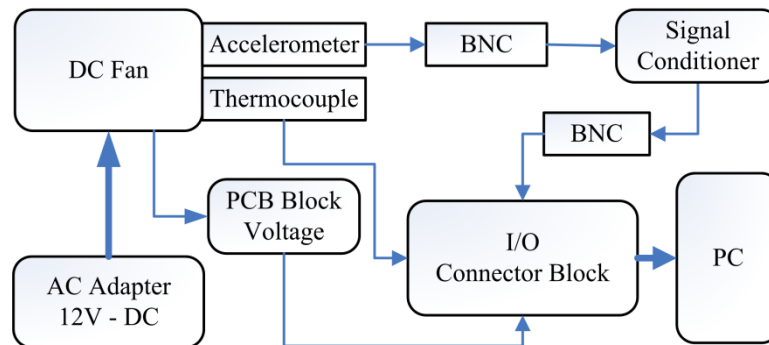 DC Fan
Accelerometer
Thermocouple
BNC
Signal
Conditioner
BNC
PCB Block
Voltage
I/O
Connector Block
PC
AC Adapter
12V - DC